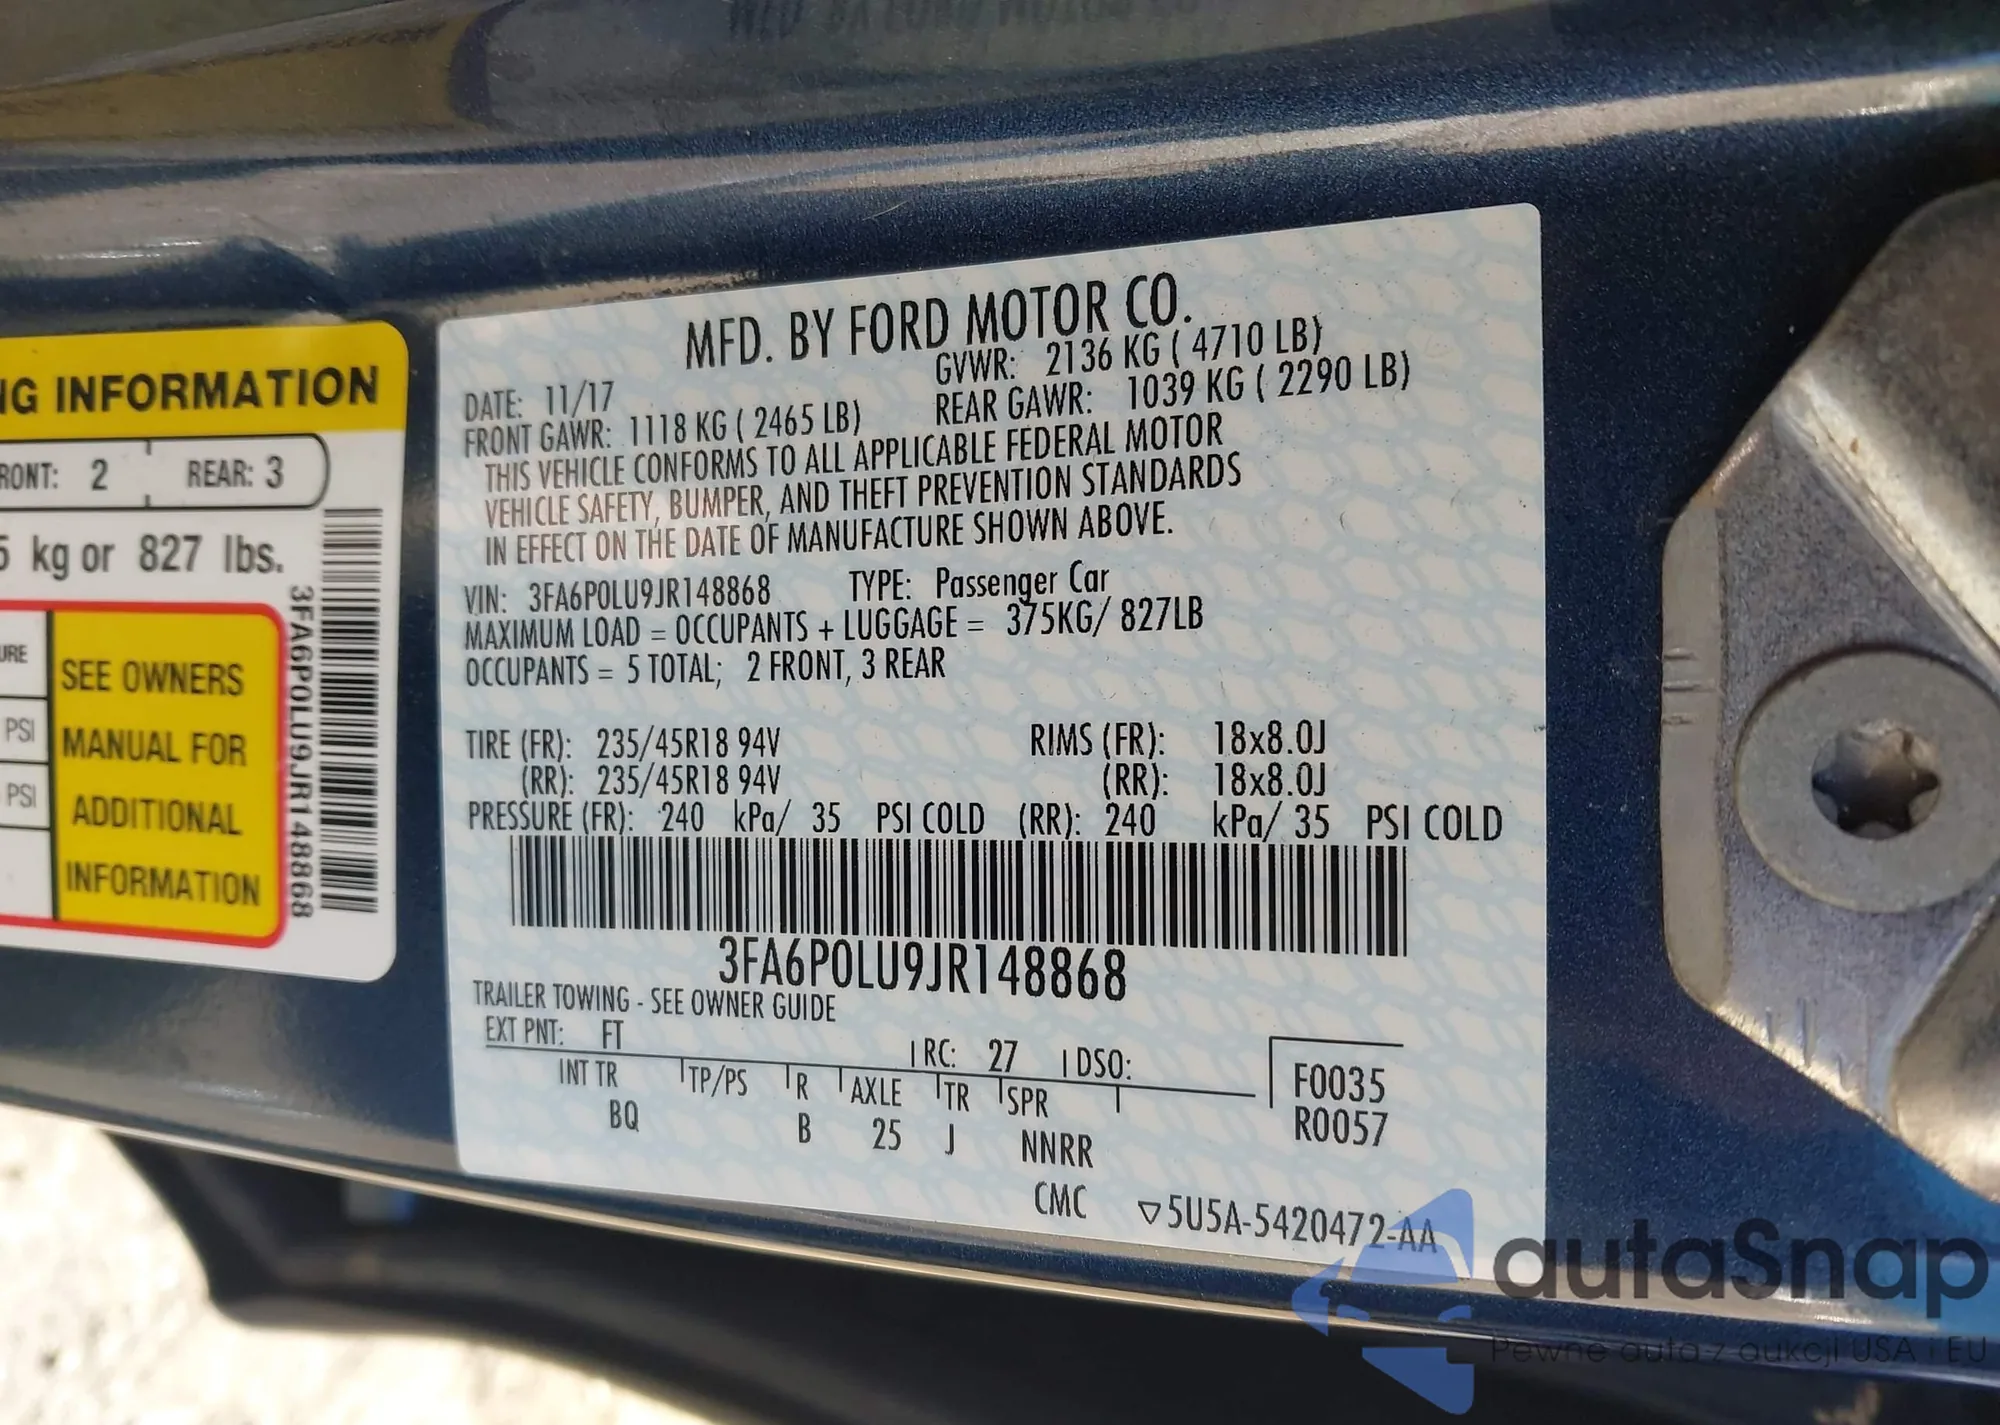 NG INFORMATION
RONT: 2 REAR: 3
5 kg or 827 lbs.
URE
PSI
PSI
SEE OWNERS
MANUAL FOR
ADDITIONAL
INFORMATION
3FA6P0LU9JR148868
MFD. BY FORD MOTOR CO.
DATE: 11/17 GVWR: 2136 KG ( 4710 LB)
FRONT GAWR: 1118 KG ( 2465 LB) REAR GAWR: 1039 KG ( 2290 LB)
THIS VEHICLE CONFORMS TO ALL APPLICABLE FEDERAL MOTOR
VEHICLE SAFETY, BUMPER, AND THEFT PREVENTION STANDARDS
IN EFFECT ON THE DATE OF MANUFACTURE SHOWN ABOVE.
VIN: 3FA6P0LU9JR148868 TYPE: Passenger Car
MAXIMUM LOAD = OCCUPANTS + LUGGAGE = 375KG/ 827LB
OCCUPANTS = 5 TOTAL; 2 FRONT, 3 REAR
TIRE (FR): 235/45R18 94V RIMS (FR): 18x8.0J
(RR): 235/45R18 94V (RR): 18x8.0J
PRESSURE (FR): 240 kPa/ 35 PSI COLD (RR): 240 kPa/ 35 PSI COLD
3FA6P0LU9JR148868
TRAILER TOWING - SEE OWNER GUIDE
EXT PNT: FT RC: 27 DSO:
INT TR TP/PS R AXLE TR SPR
BQ B 25 J NNRR
F0035
R0057
CMC ▽5U5A-5420472-AA
autaSnap
Pewne auta z aukcji USA i EU